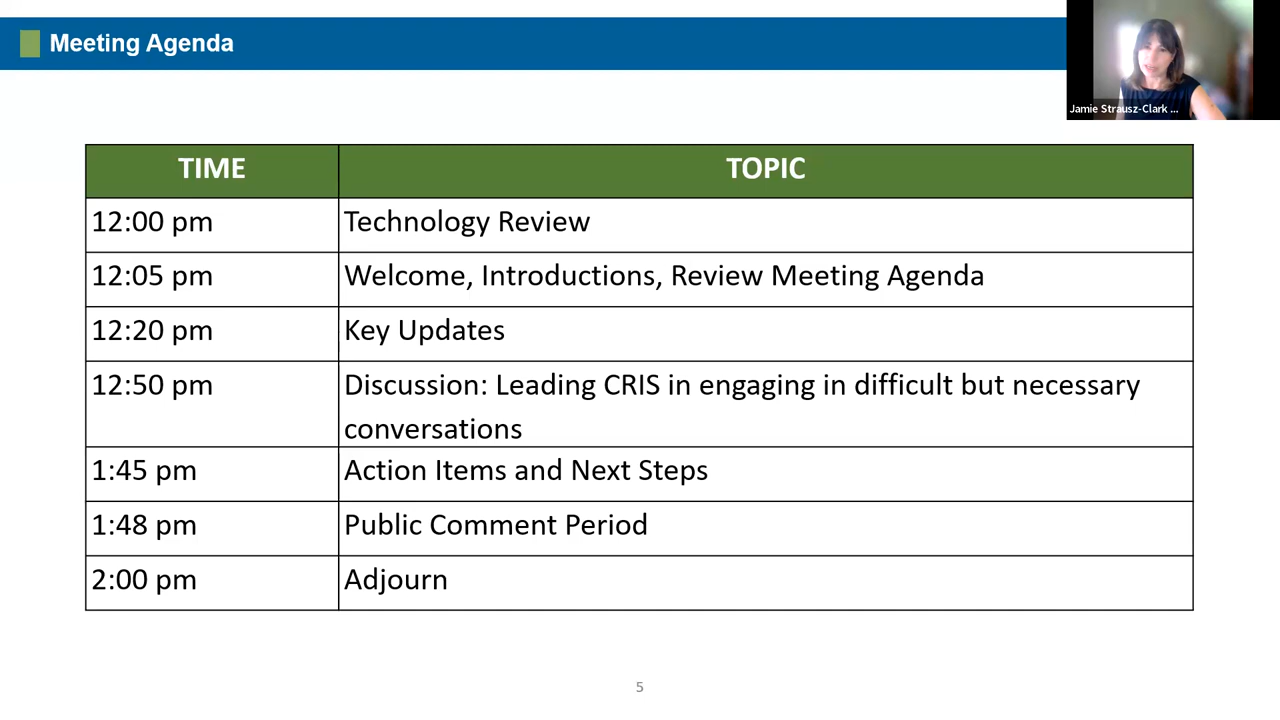 Meeting Agenda
Jamie Strausz-Clark ...
TIME TOPIC
12:00 pm Technology Review
12:05 pm Welcome, Introductions, Review Meeting Agenda
12:20 pm Key Updates
12:50 pm Discussion: Leading CRIS in engaging in difficult but necessary
conversations
1:45 pm Action Items and Next Steps
1:48 pm Public Comment Period
2:00 pm Adjourn
5